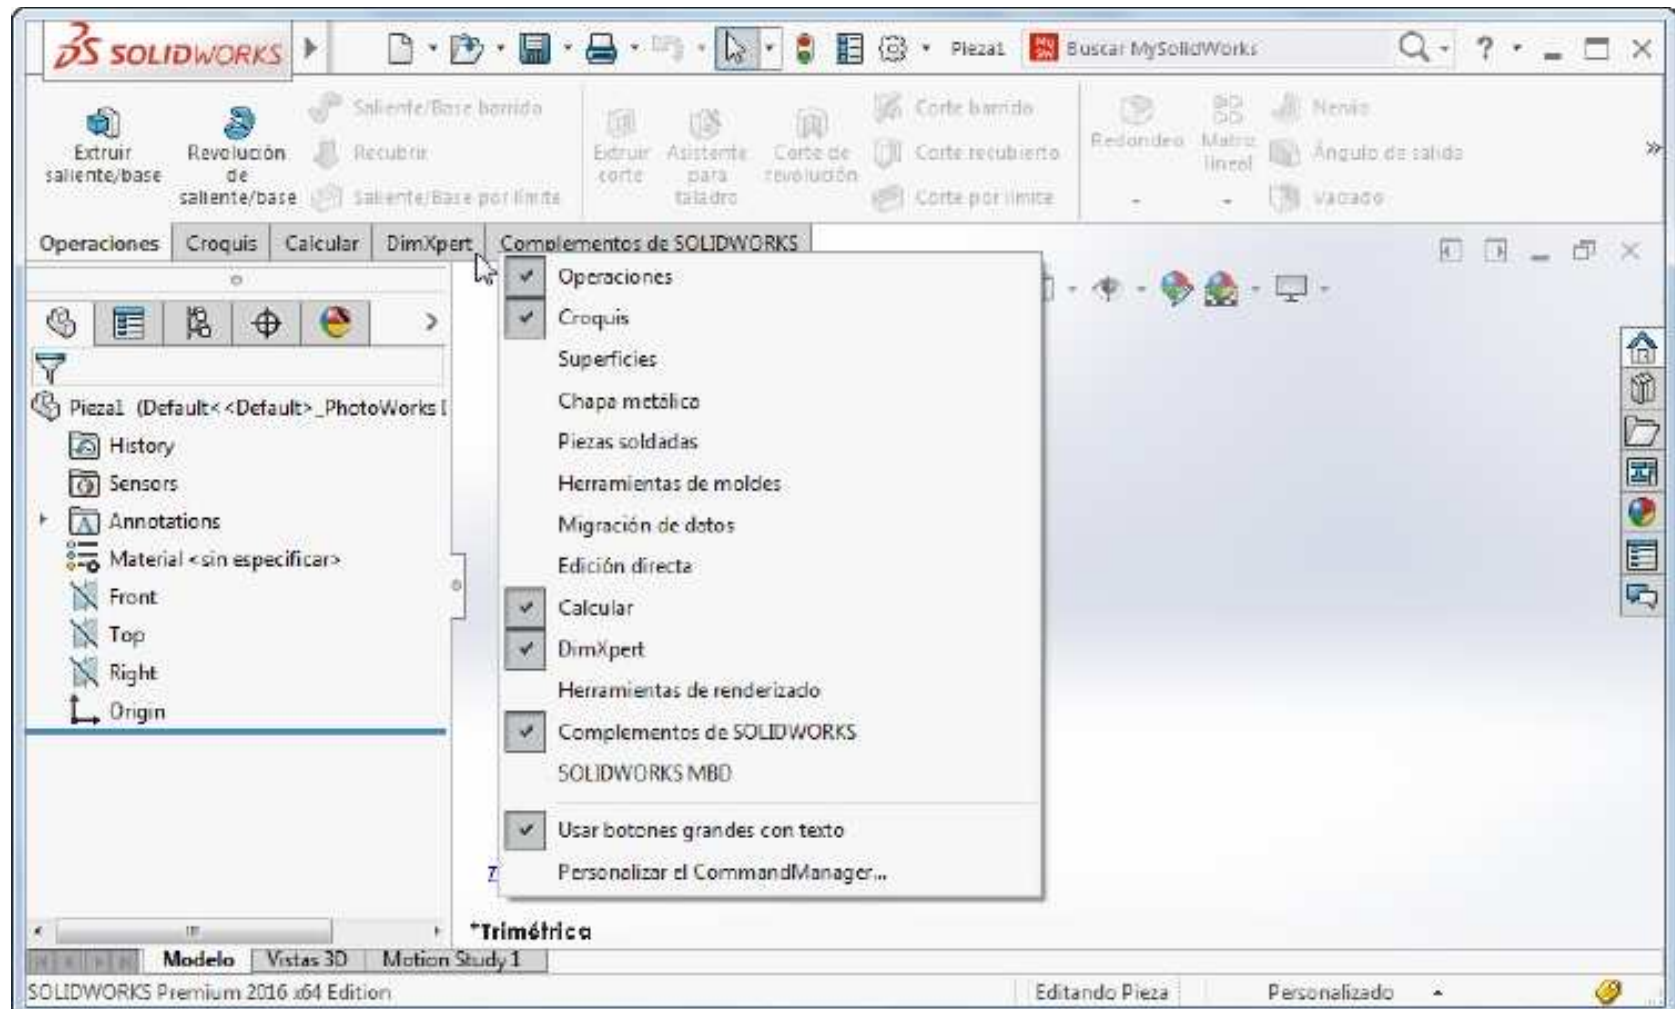 SOLIDWORKS
Pieza1
My SW
Buscar MySolidWorks
?
Extruir saliente/base
Revolución de saliente/base
Saliente/Base barrido
Recubrir
Saliente/Base por límite
Extruir corte
Asistente para taladro
Corte de revolución
Corte barrido
Corte recubierto
Corte por límite
Redondeo
Matriz lineal
Nervio
Ángulo de salida
Vaciado
Operaciones
Croquis
Calcular
DimXpert
Complementos de SOLIDWORKS
Pieza1 (Default<<Default>_PhotoWorks
History
Sensors
Annotations
Material <sin especificar>
Front
Top
Right
Origin
Operaciones
Croquis
Superficies
Chapa metálica
Piezas soldadas
Herramientas de moldes
Migración de datos
Edición directa
Calcular
DimXpert
Herramientas de renderizado
Complementos de SOLIDWORKS
SOLIDWORKS MBD
Usar botones grandes con texto
Personalizar el CommandManager...
*Trimétrica
Modelo
Vistas 3D
Motion Study 1
SOLIDWORKS Premium 2016 x64 Edition
Editando Pieza
Personalizado